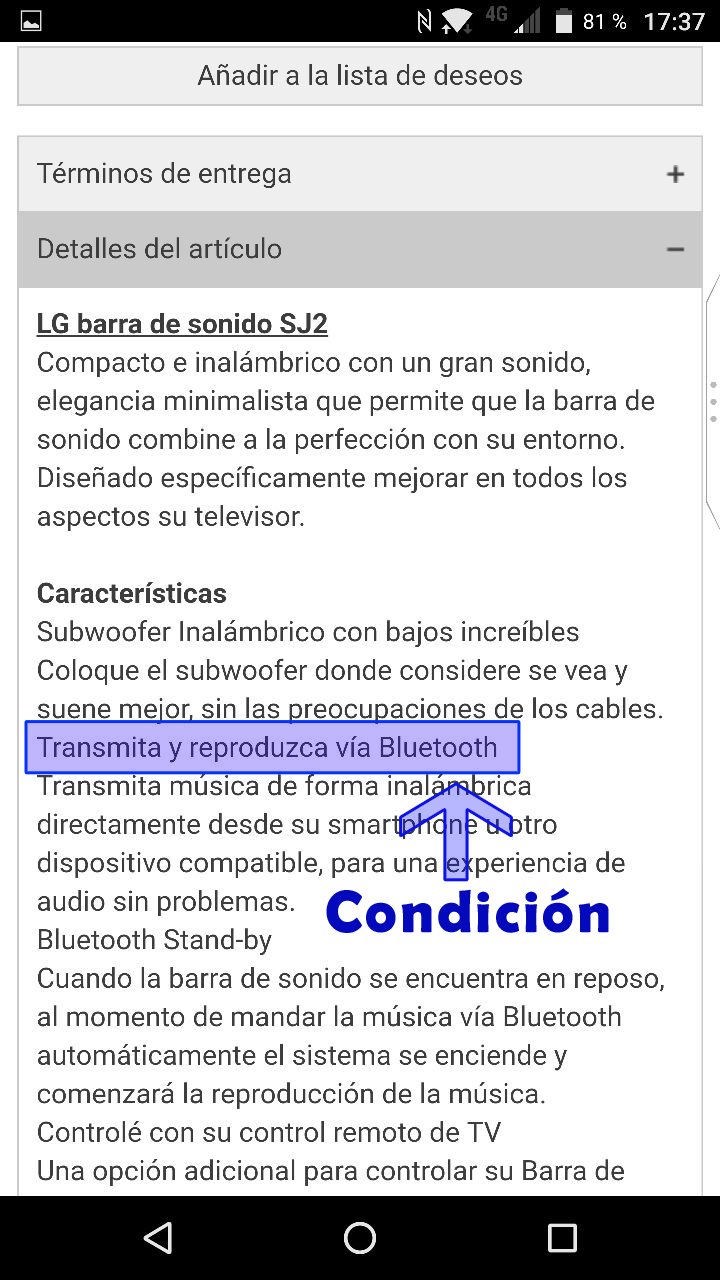 4G 81 % 17:37
Añadir a la lista de deseos
Términos de entrega +
Detalles del artículo −
LG barra de sonido SJ2
Compacto e inalámbrico con un gran sonido,
elegancia minimalista que permite que la barra de
sonido combine a la perfección con su entorno.
Diseñado específicamente mejorar en todos los
aspectos su televisor.
Características
Subwoofer Inalámbrico con bajos increíbles
Coloque el subwoofer donde considere se vea y
suene mejor, sin las preocupaciones de los cables.
Transmita y reproduzca vía Bluetooth
Transmita música de forma inalámbrica
directamente desde su smartphone u otro
dispositivo compatible, para una experiencia de
audio sin problemas.
Condición
Bluetooth Stand-by
Cuando la barra de sonido se encuentra en reposo,
al momento de mandar la música vía Bluetooth
automáticamente el sistema se enciende y
comenzará la reproducción de la música.
Controlé con su control remoto de TV
Una opción adicional para controlar su Barra de